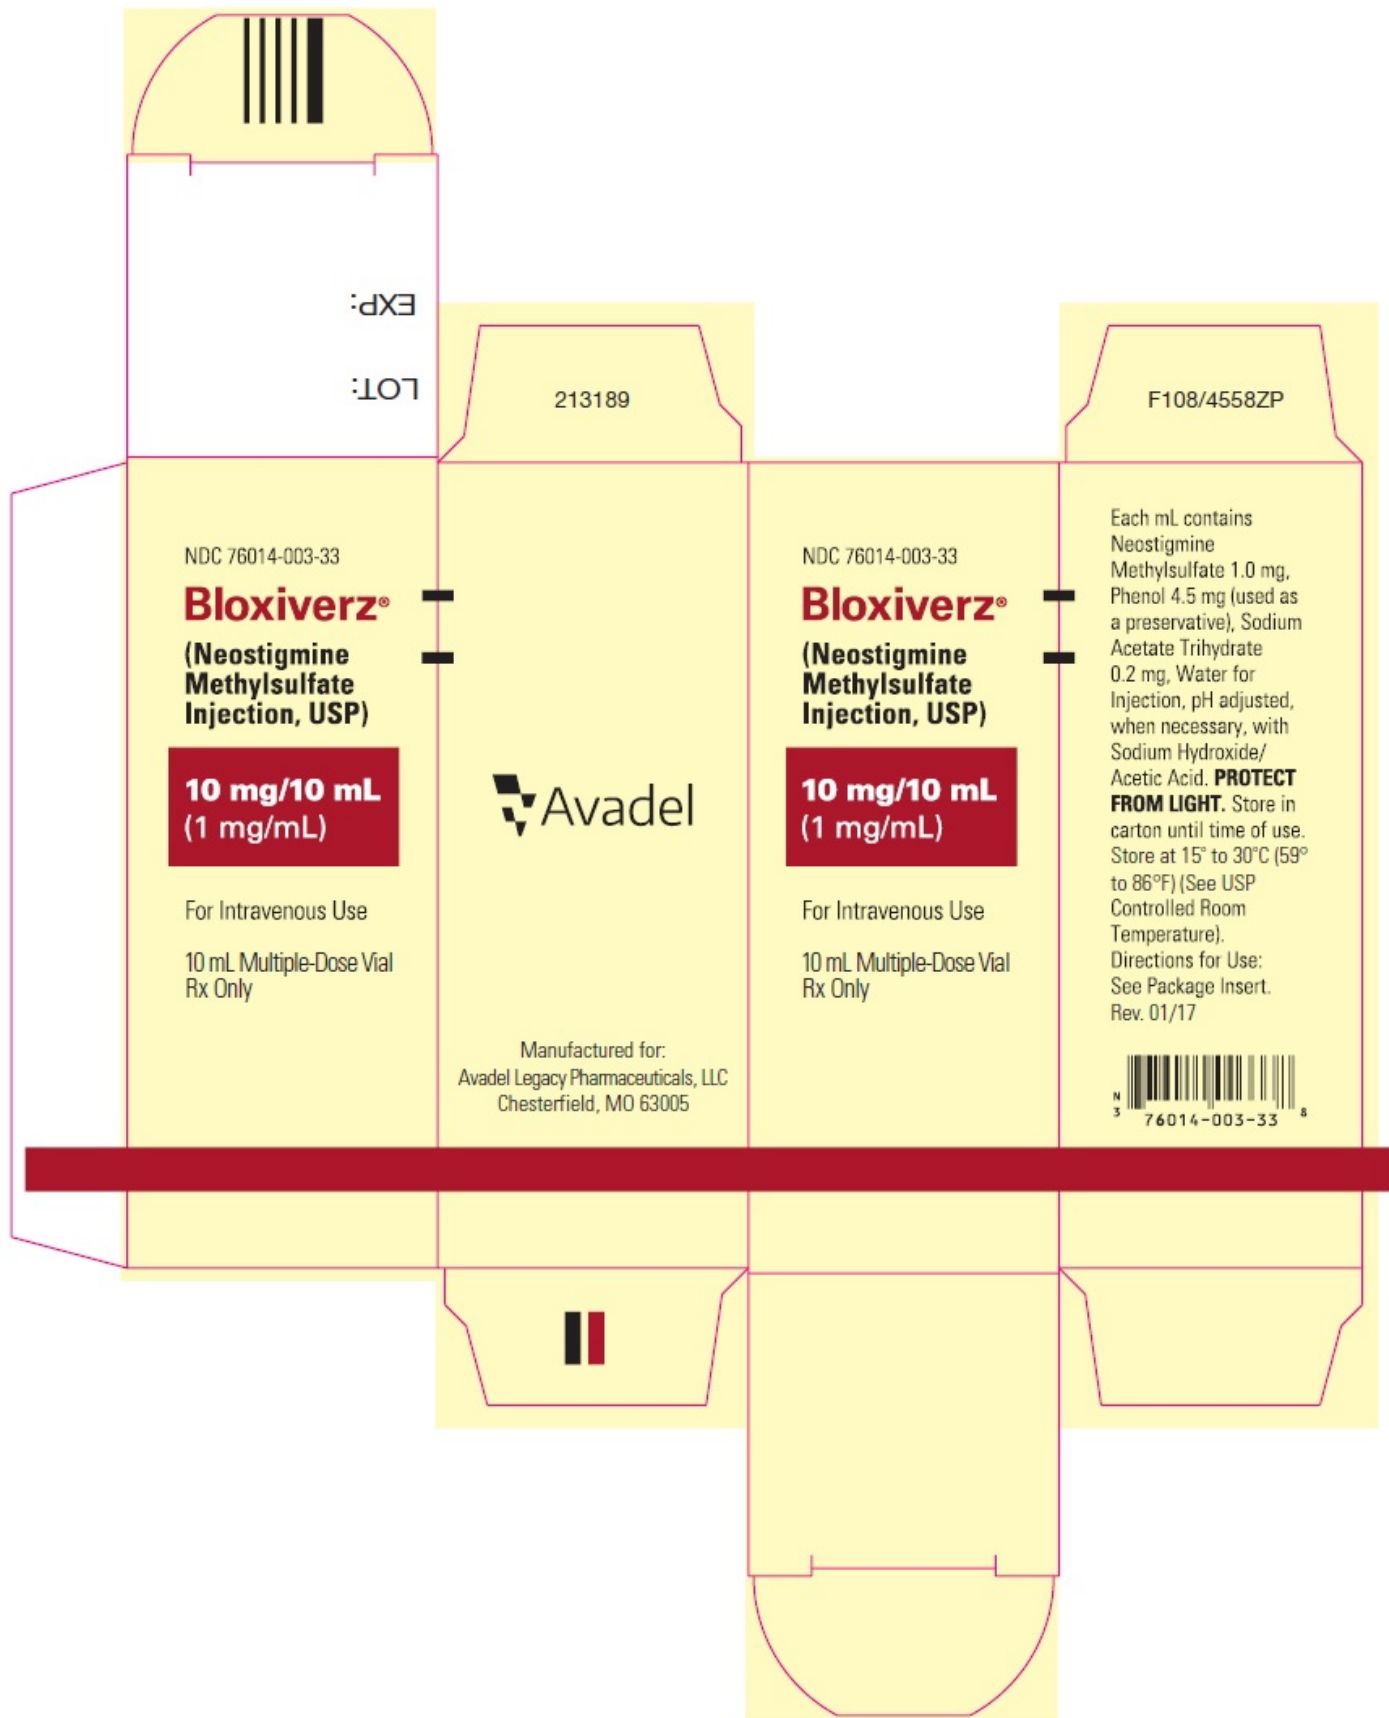 EXP:
LOT:
213189
F108/4558ZP
NDC 76014-003-33
Bloxiverz®
(Neostigmine
Methylsulfate
Injection, USP)
10 mg/10 mL
(1 mg/mL)
For Intravenous Use
10 mL Multiple-Dose Vial
Rx Only
Avadel
Manufactured for:
Avadel Legacy Pharmaceuticals, LLC
Chesterfield, MO 63005
NDC 76014-003-33
Bloxiverz®
(Neostigmine
Methylsulfate
Injection, USP)
10 mg/10 mL
(1 mg/mL)
For Intravenous Use
10 mL Multiple-Dose Vial
Rx Only
Each mL contains
Neostigmine
Methylsulfate 1.0 mg,
Phenol 4.5 mg (used as
a preservative), Sodium
Acetate Trihydrate
0.2 mg, Water for
Injection, pH adjusted,
when necessary, with
Sodium Hydroxide/
Acetic Acid. PROTECT
FROM LIGHT. Store in
carton until time of use.
Store at 15° to 30°C (59°
to 86°F) (See USP
Controlled Room
Temperature).
Directions for Use:
See Package Insert.
Rev. 01/17
N
3 76014-003-33 8